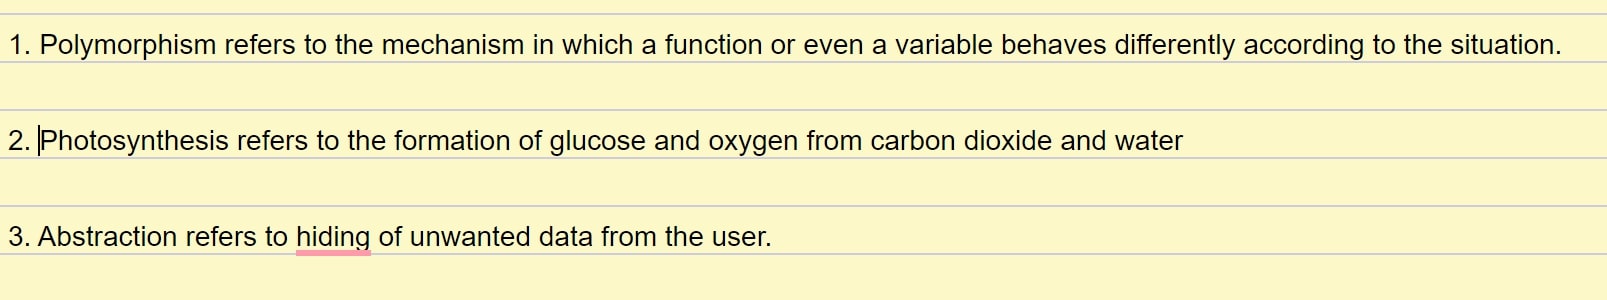 1. Polymorphism refers to the mechanism in which a function or even a variable behaves differently according to the situation.
2. Photosynthesis refers to the formation of glucose and oxygen from carbon dioxide and water
3. Abstraction refers to hiding of unwanted data from the user.